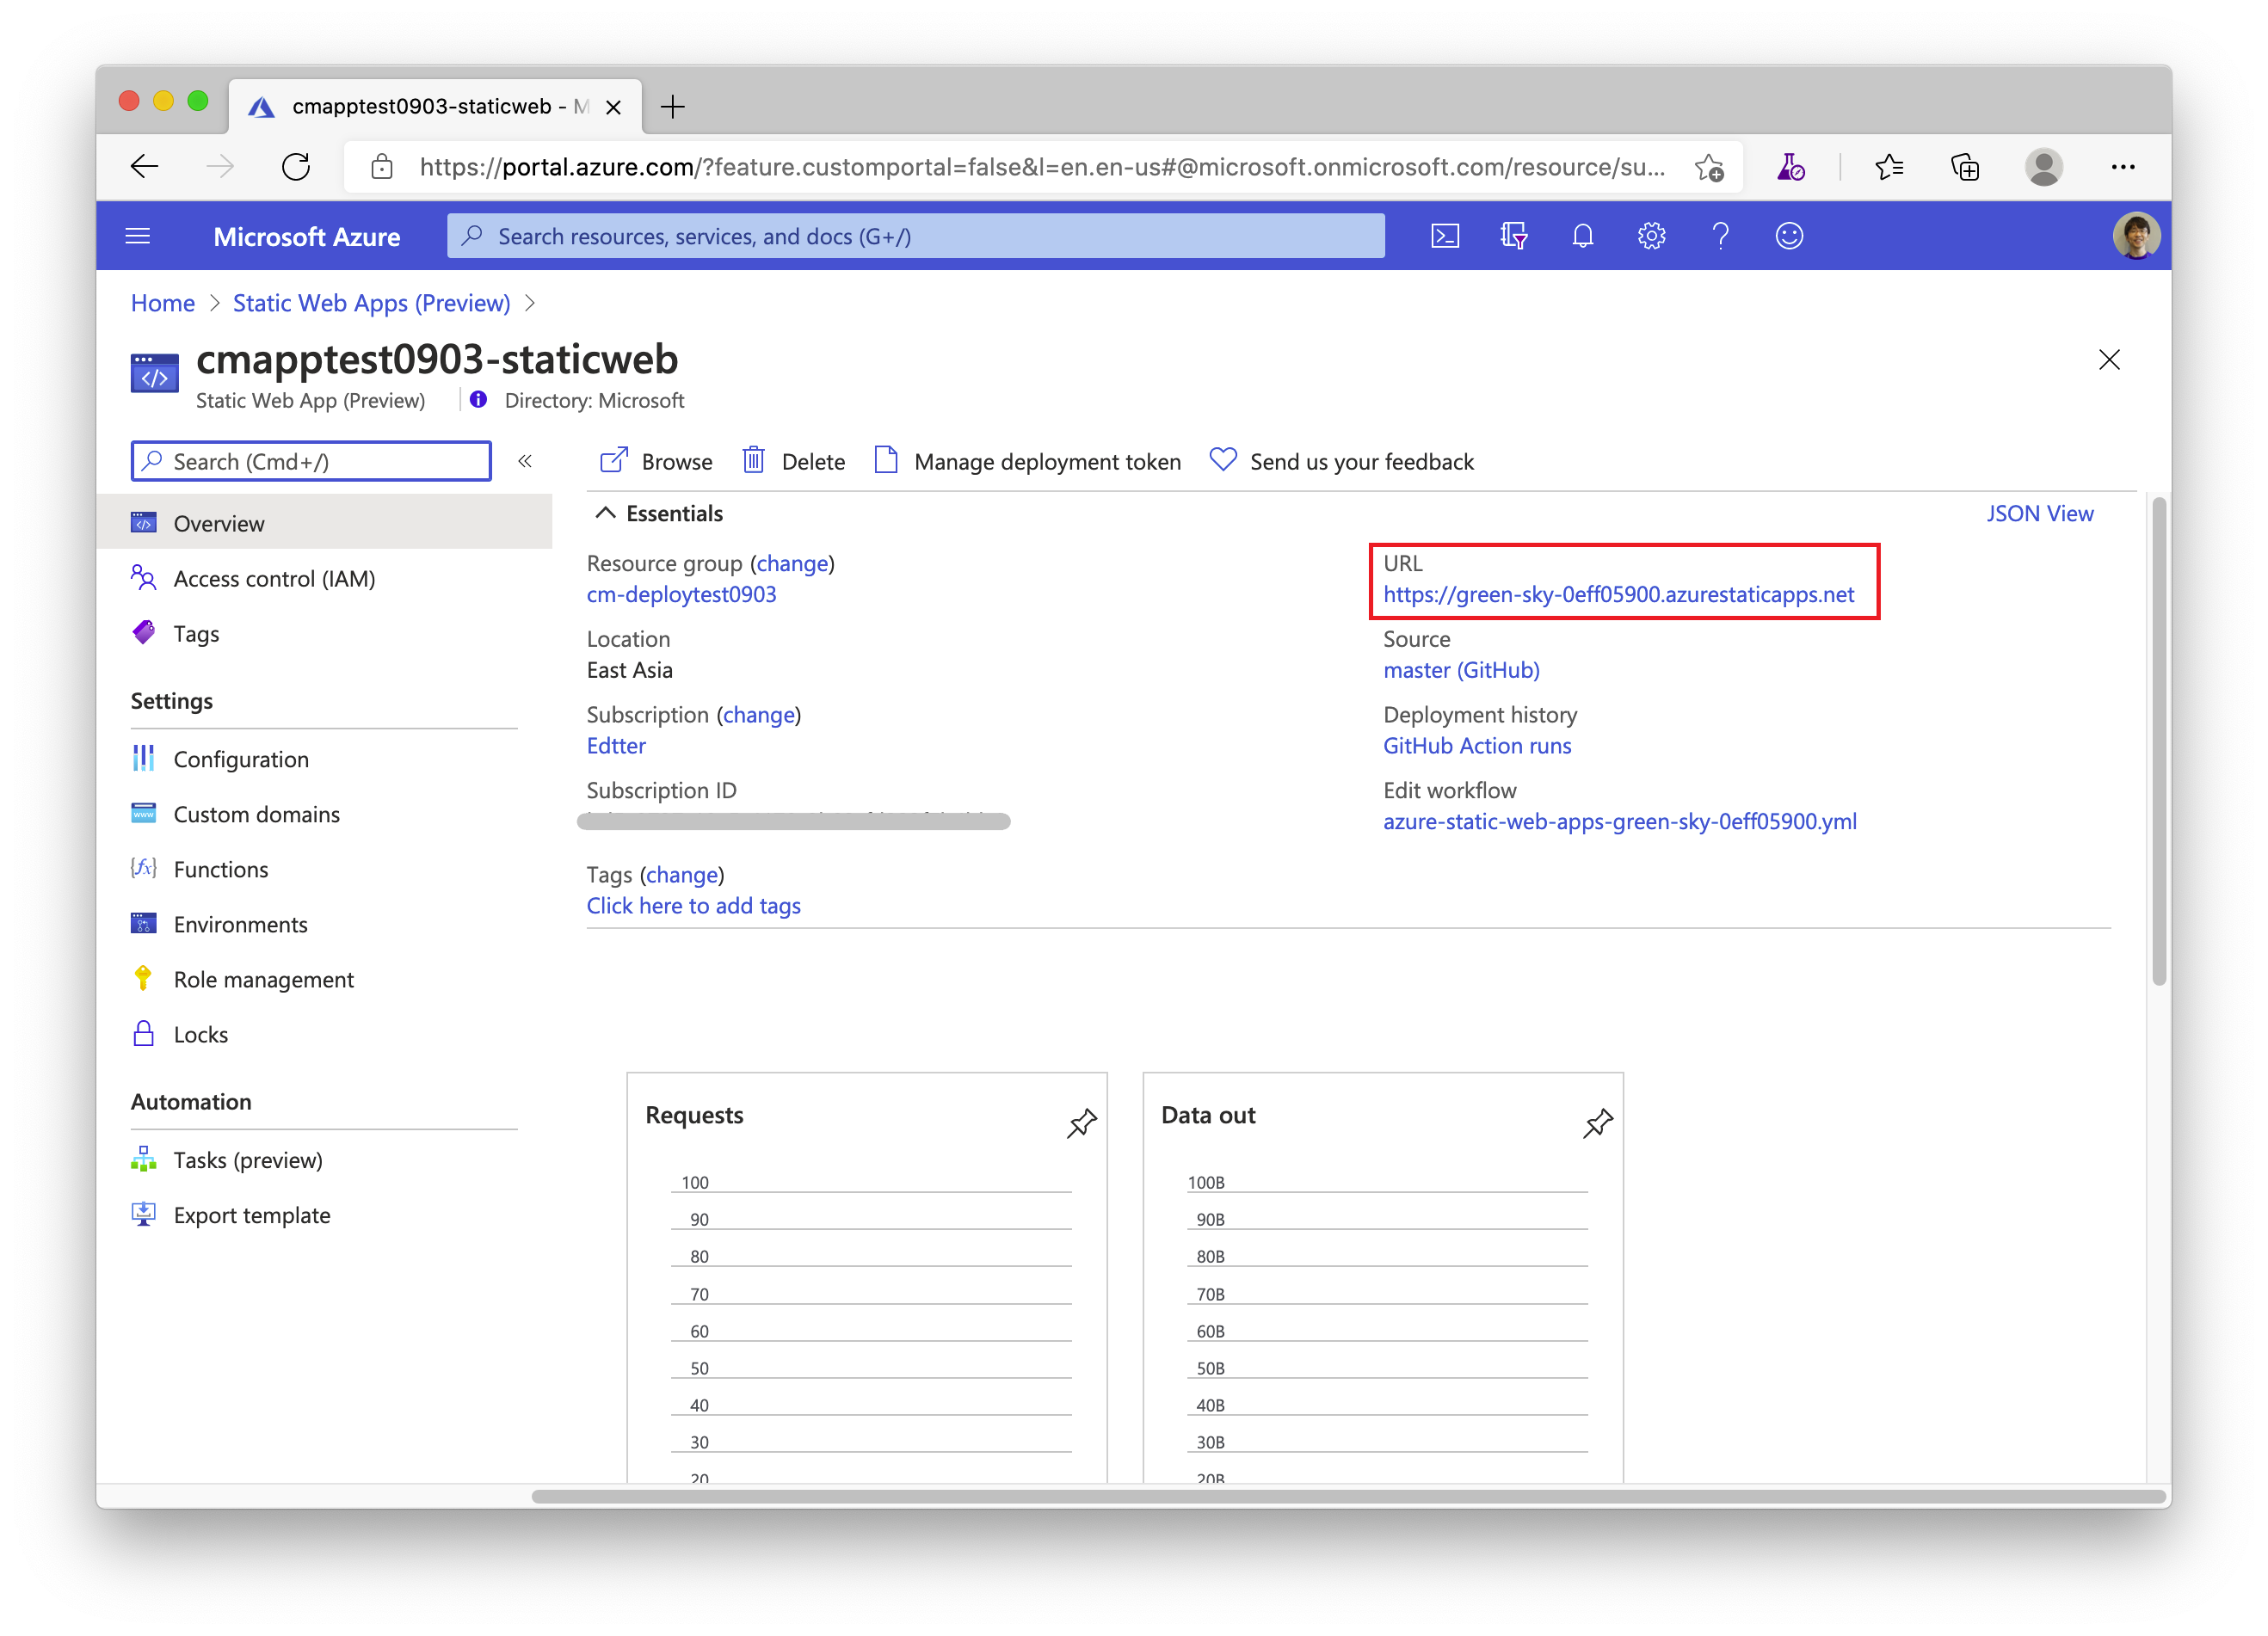 cmapptest0903-staticweb - M
https://portal.azure.com/?feature.customportal=false&l=en.en-us#@microsoft.onmicrosoft.com/resource/su...
Microsoft Azure
Search resources, services, and docs (G+/)
Home > Static Web Apps (Preview) >
cmapptest0903-staticweb
Static Web App (Preview)
Directory: Microsoft
Search (Cmd+/)
«
Browse
Delete
Manage deployment token
Send us your feedback
Overview
Access control (IAM)
Tags
Settings
Configuration
Custom domains
Functions
Environments
Role management
Locks
Automation
Tasks (preview)
Export template
Essentials
JSON View
Resource group (change)
cm-deploytest0903
Location
East Asia
Subscription (change)
Edtter
Subscription ID
Tags (change)
Click here to add tags
URL
https://green-sky-0eff05900.azurestaticapps.net
Source
master (GitHub)
Deployment history
GitHub Action runs
Edit workflow
azure-static-web-apps-green-sky-0eff05900.yml
Requests
100
90
80
70
60
50
40
30
20
Data out
100B
90B
80B
70B
60B
50B
40B
30B
20B